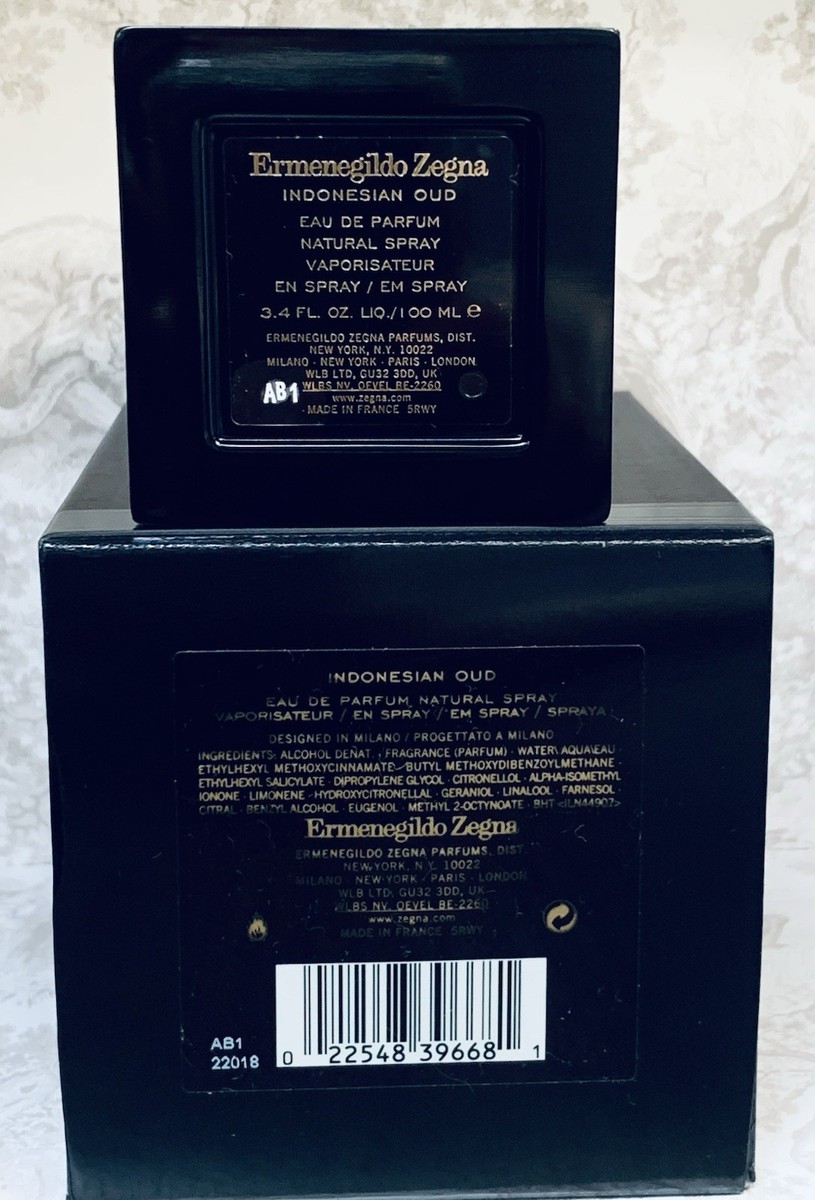 Ermenegildo Zegna
INDONESIAN OUD
EAU DE PARFUM
NATURAL SPRAY
VAPORISATEUR
EN SPRAY / EM SPRAY
3.4 FL. OZ. LIQ./100 ML ℮
ERMENEGILDO ZEGNA PARFUMS, DIST.
NEW YORK, N.Y. 10022
MILANO · NEW YORK · PARIS · LONDON
WLB LTD, GU32 3DD, UK
AB1 WLBS NV, OEVEL BE-2260
www.zegna.com
MADE IN FRANCE 5RWY
INDONESIAN OUD
EAU DE PARFUM NATURAL SPRAY
VAPORISATEUR / EN SPRAY / EM SPRAY / SPRAYA
DESIGNED IN MILANO / PROGETTATO A MILANO
INGREDIENTS: ALCOHOL DENAT. · FRAGRANCE (PARFUM) · WATER\AQUA\EAU ·
ETHYLHEXYL METHOXYCINNAMATE · BUTYL METHOXYDIBENZOYLMETHANE ·
ETHYLHEXYL SALICYLATE · DIPROPYLENE GLYCOL · CITRONELLOL · ALPHA-ISOMETHYL
IONONE · LIMONENE · HYDROXYCITRONELLAL · GERANIOL · LINALOOL · FARNESOL ·
CITRAL · BENZYL ALCOHOL · EUGENOL · METHYL 2-OCTYNOATE · BHT <ILN44907>
Ermenegildo Zegna
ERMENEGILDO ZEGNA PARFUMS, DIST.
NEW YORK, N.Y. 10022
MILANO · NEW YORK · PARIS · LONDON
WLB LTD, GU32 3DD, UK
WLBS NV, OEVEL BE-2260
www.zegna.com
MADE IN FRANCE 5RWY
AB1
22018
0 22548 39668 1